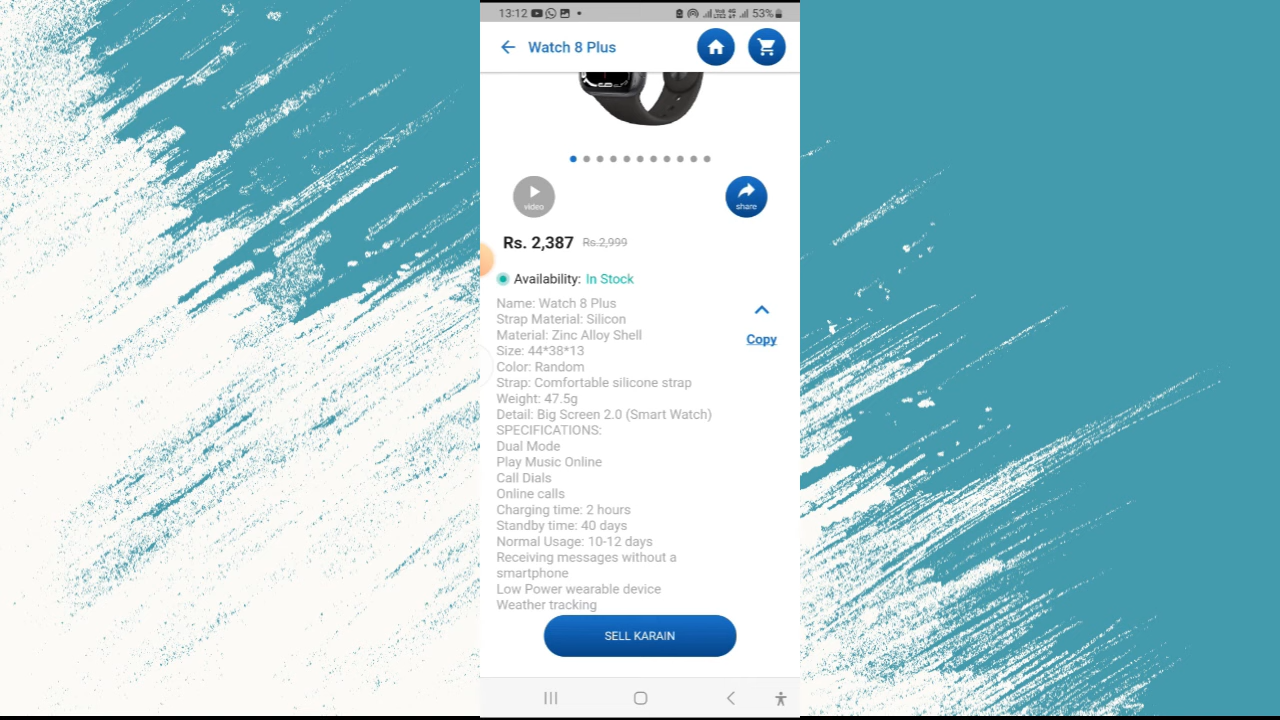 13:12
53%
Watch 8 Plus
video
share
Rs. 2,387 Rs.2,999
Availability: In Stock
Name: Watch 8 Plus
Strap Material: Silicon
Material: Zinc Alloy Shell
Copy
Size: 44*38*13
Color: Random
Strap: Comfortable silicone strap
Weight: 47.5g
Detail: Big Screen 2.0 (Smart Watch)
SPECIFICATIONS:
Dual Mode
Play Music Online
Call Dials
Online calls
Charging time: 2 hours
Standby time: 40 days
Normal Usage: 10-12 days
Receiving messages without a
smartphone
Low Power wearable device
Weather tracking
SELL KARAIN